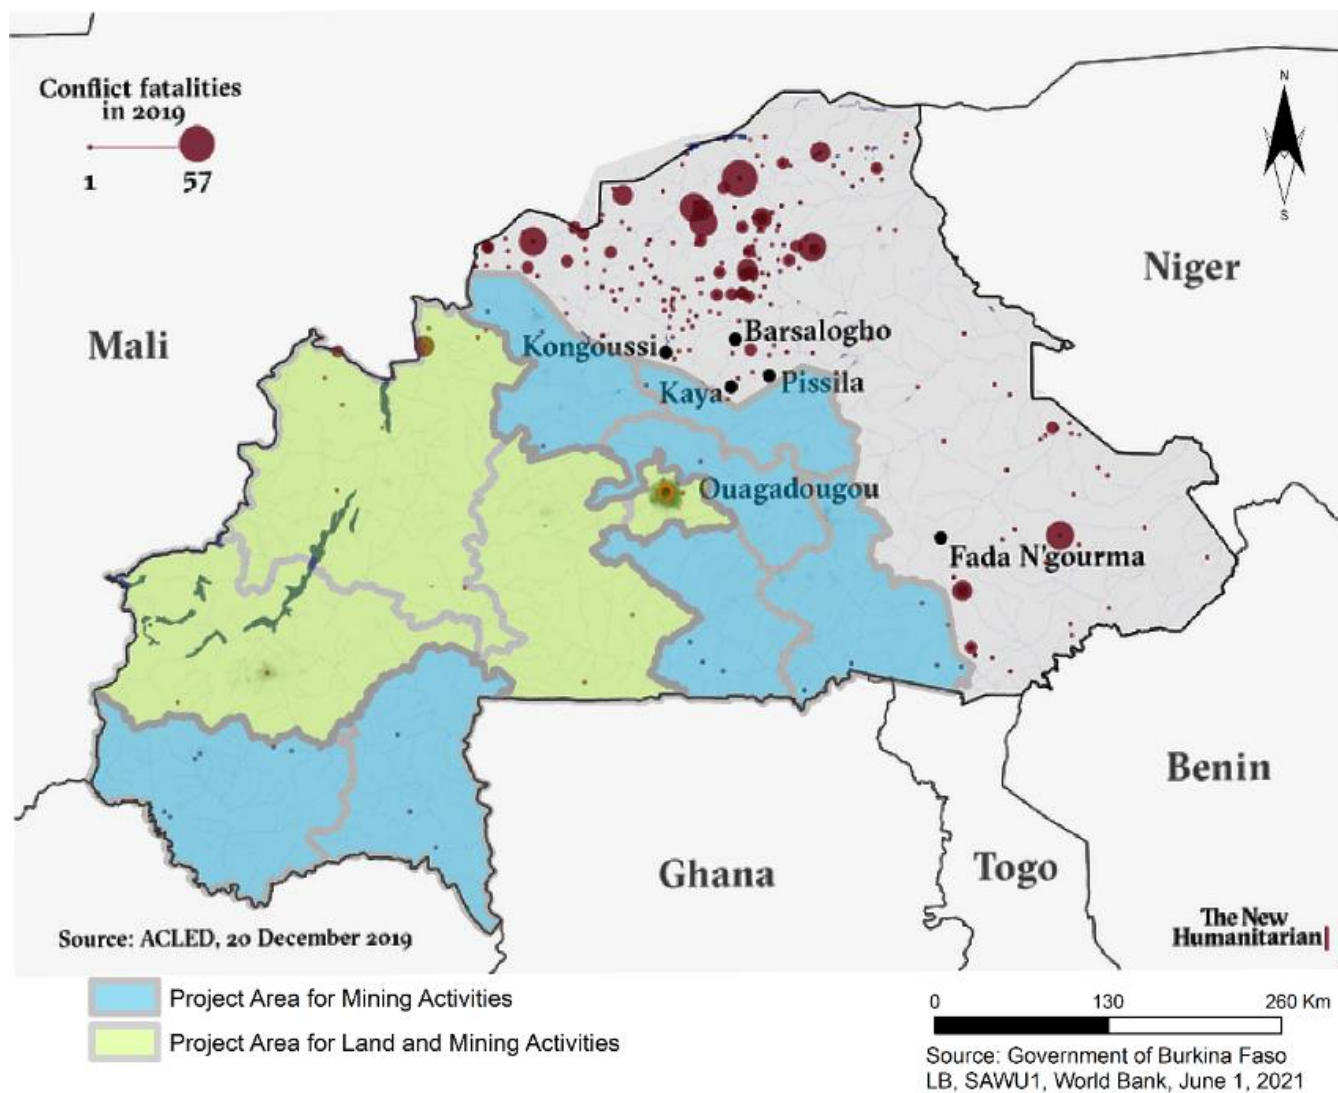 Conflict fatalities
in 2019
1 57
N
S
Niger
Mali
Barsalogho
Kongoussi
Pissila
Kaya
Ouagadougou
Fada N'gourma
Benin
Ghana
Togo
The New
Humanitarian
Source: ACLED, 20 December 2019
Project Area for Mining Activities
Project Area for Land and Mining Activities
0 130 260 Km
Source: Government of Burkina Faso
LB, SAWU1, World Bank, June 1, 2021